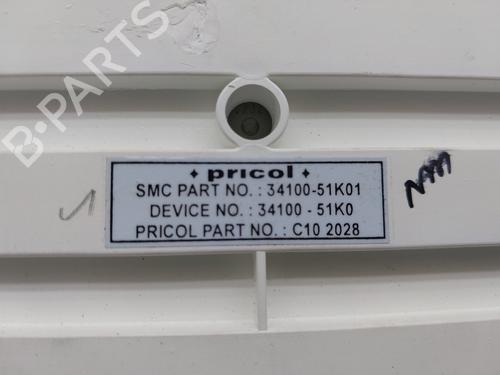 B-PARTS
pricol
SMC PART NO. : 34100-51K01
DEVICE NO. : 34100 - 51K0
PRICOL PART NO. : C10 2028